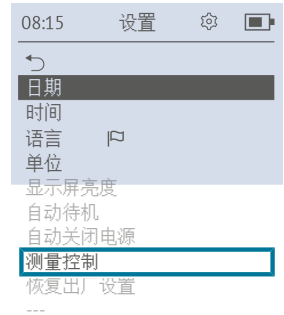 08:15 设置
日期
时间
语言
单位
显示屏亮度
自动待机
自动关闭电源
测量控制
恢复出厂设置
---